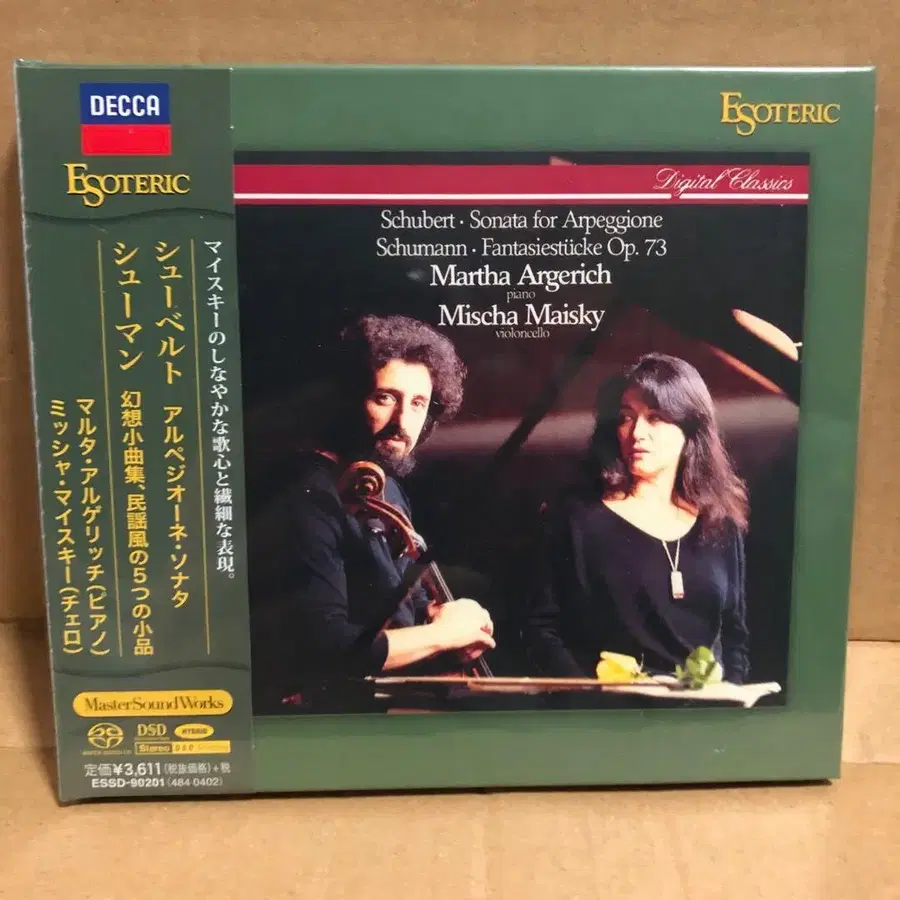 DECCA
ESOTERIC
マイスキーのしなやかな歌心と繊細な表現。
シューベルト アルペジオーネ・ソナタ
シューマン 幻想小曲集、民謡風の5つの小品
マルタ・アルゲリッチ(ピアノ)
ミッシャ・マイスキー(チェロ)
MasterSoundWorks
DSD
HYBRID
Stereo
定価¥3,611(税抜価格)+税
ESSD-90201(484 0402)
ESOTERIC
Digital Classics
Schubert · Sonata for Arpeggione
Schumann · Fantasiestücke Op. 73
Martha Argerich
piano
Mischa Maisky
violoncello